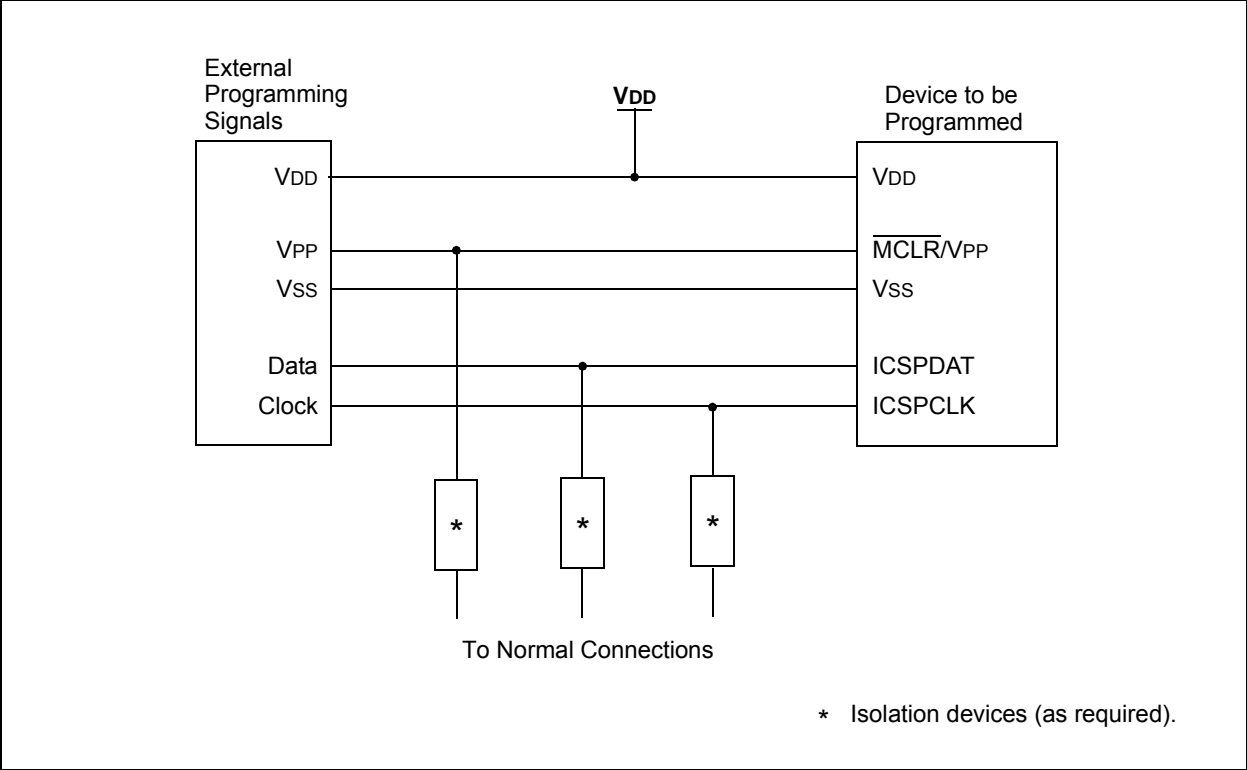 External
Programming
Signals
VDD
Device to be
Programmed
VDD
VDD
VPP
MCLR/VPP
VSS
VSS
Data
ICSPDAT
Clock
ICSPCLK
*
*
*
To Normal Connections
* Isolation devices (as required).